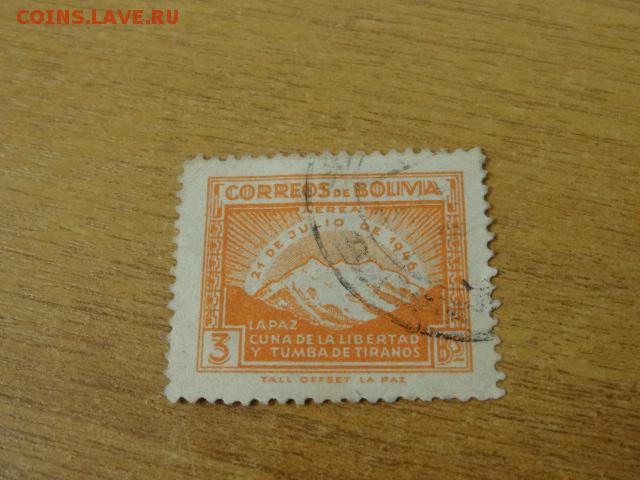 COINS.LAVE.RU
CORREOS DE BOLIVIA
AEREA
21 DE JULIO DE 1946
LA PAZ
CUNA DE LA LIBERTAD
3 Y TUMBA DE TIRANOS Bs
TALL OFFSET LA PAZ